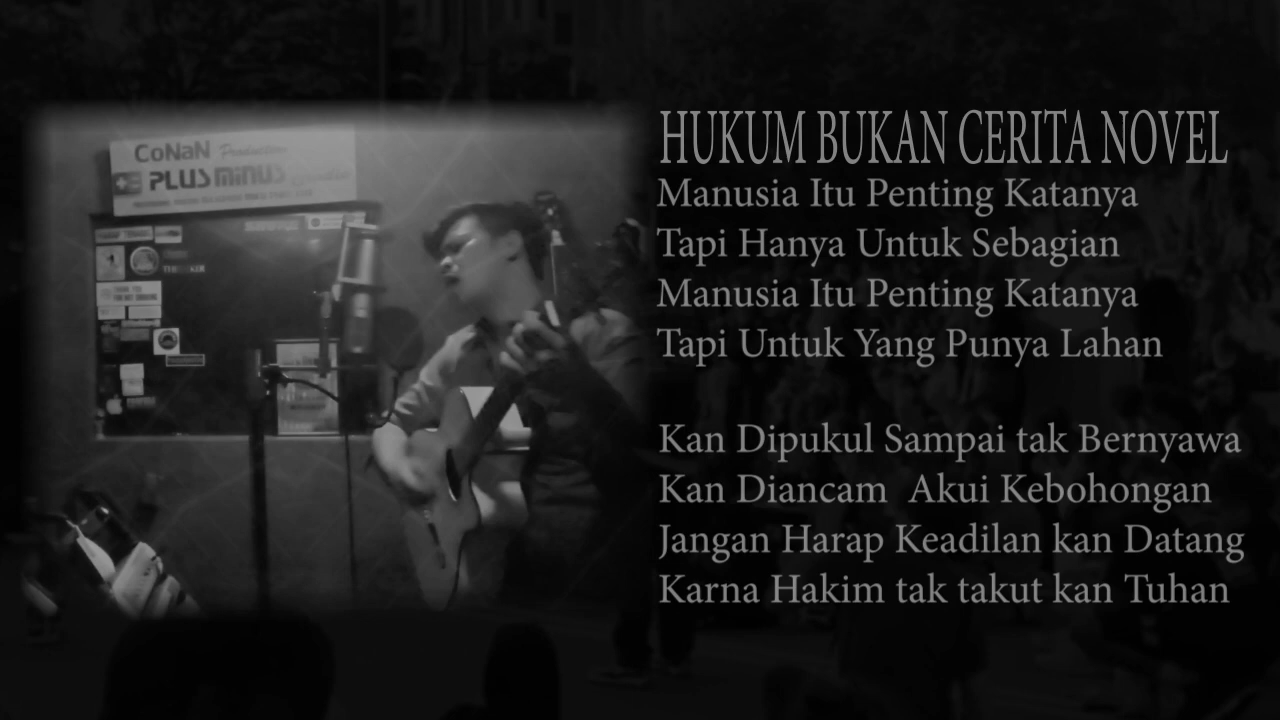 CoNaN Production
PLUS MINUS
HUKUM BUKAN CERITA NOVEL
Manusia Itu Penting Katanya
Tapi Hanya Untuk Sebagian
Manusia Itu Penting Katanya
Tapi Untuk Yang Punya Lahan
Kan Dipukul Sampai tak Bernyawa
Kan Diancam Akui Kebohongan
Jangan Harap Keadilan kan Datang
Karna Hakim tak takut kan Tuhan